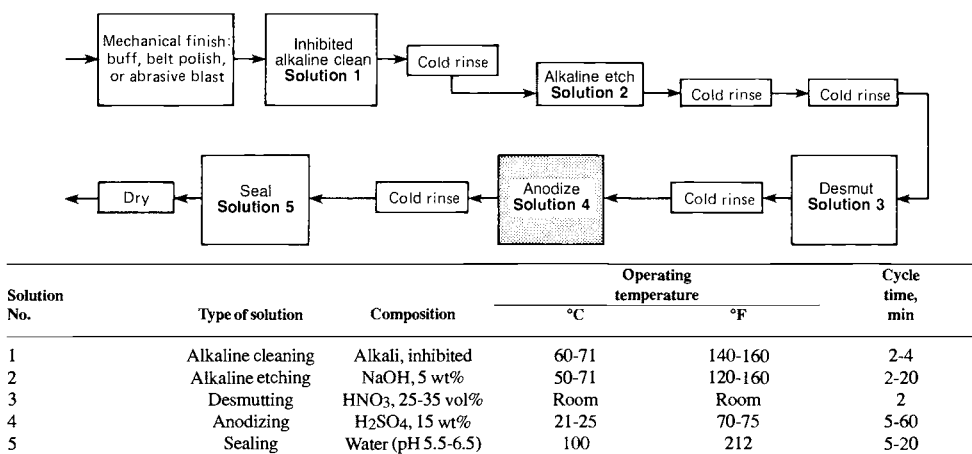 Mechanical finish:
buff, belt polish,
or abrasive blast
Inhibited
alkaline clean
Solution 1
Cold rinse
Alkaline etch
Solution 2
Cold rinse
Cold rinse
Desmut
Solution 3
Cold rinse
Anodize
Solution 4
Cold rinse
Seal
Solution 5
Dry
Operating Cycle
Solution temperature time,
No. Type of solution Composition °C °F min
1 Alkaline cleaning Alkali, inhibited 60-71 140-160 2-4
2 Alkaline etching NaOH, 5 wt% 50-71 120-160 2-20
3 Desmutting HNO3, 25-35 vol% Room Room 2
4 Anodizing H2SO4, 15 wt% 21-25 70-75 5-60
5 Sealing Water (pH 5.5-6.5) 100 212 5-20